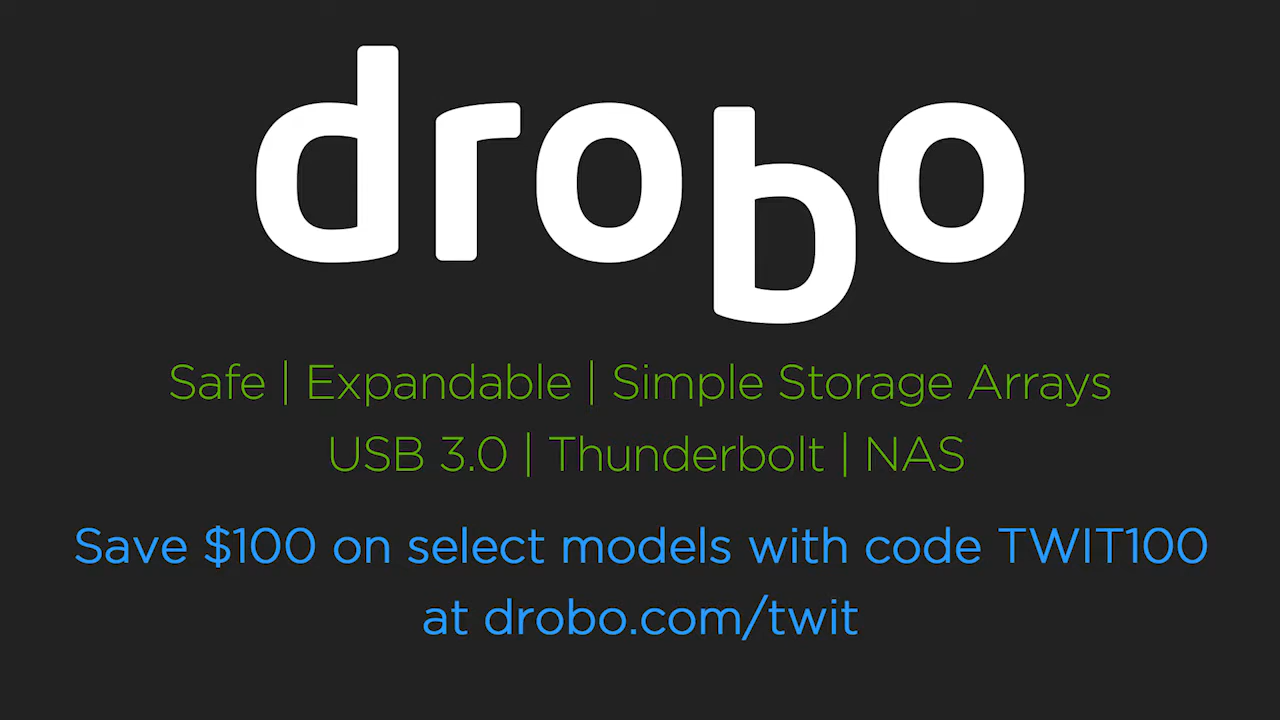 drobo
Safe | Expandable | Simple Storage Arrays
USB 3.0 | Thunderbolt | NAS
Save $100 on select models with code TWIT100
at drobo.com/twit